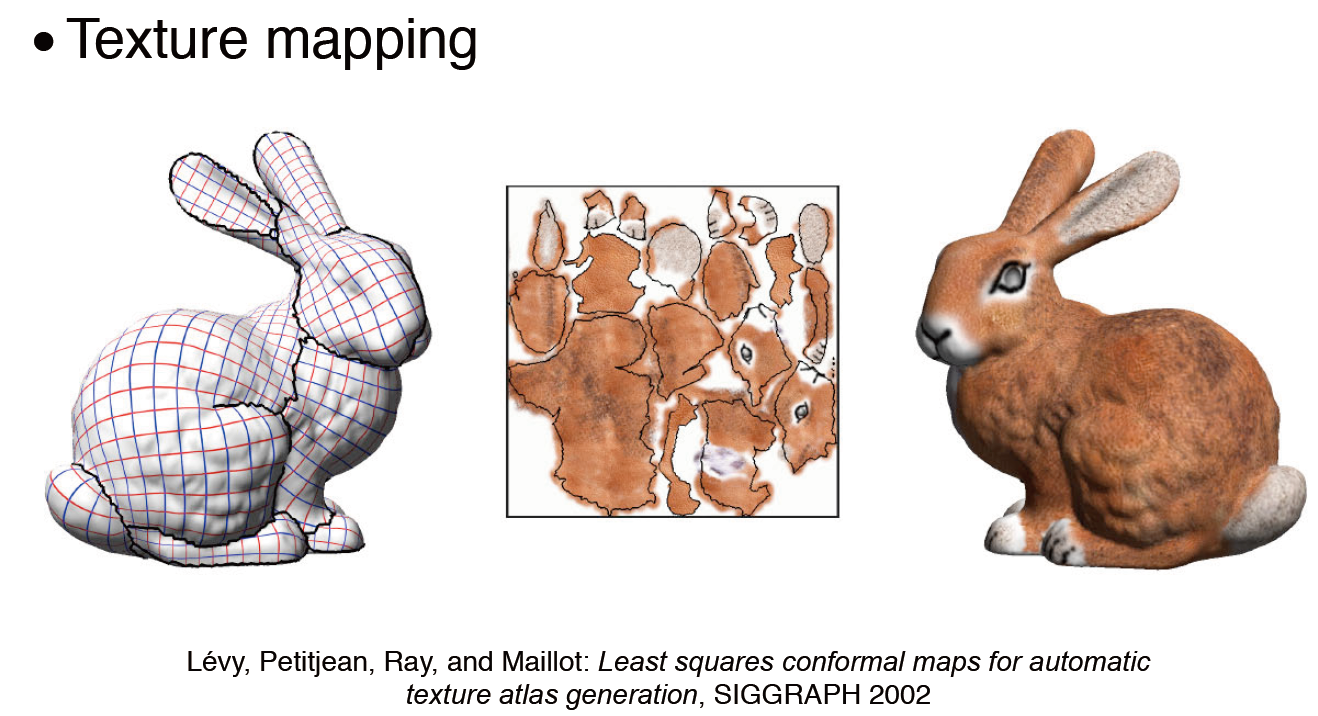 • Texture mapping
Lévy, Petitjean, Ray, and Maillot: Least squares conformal maps for automatic
texture atlas generation, SIGGRAPH 2002